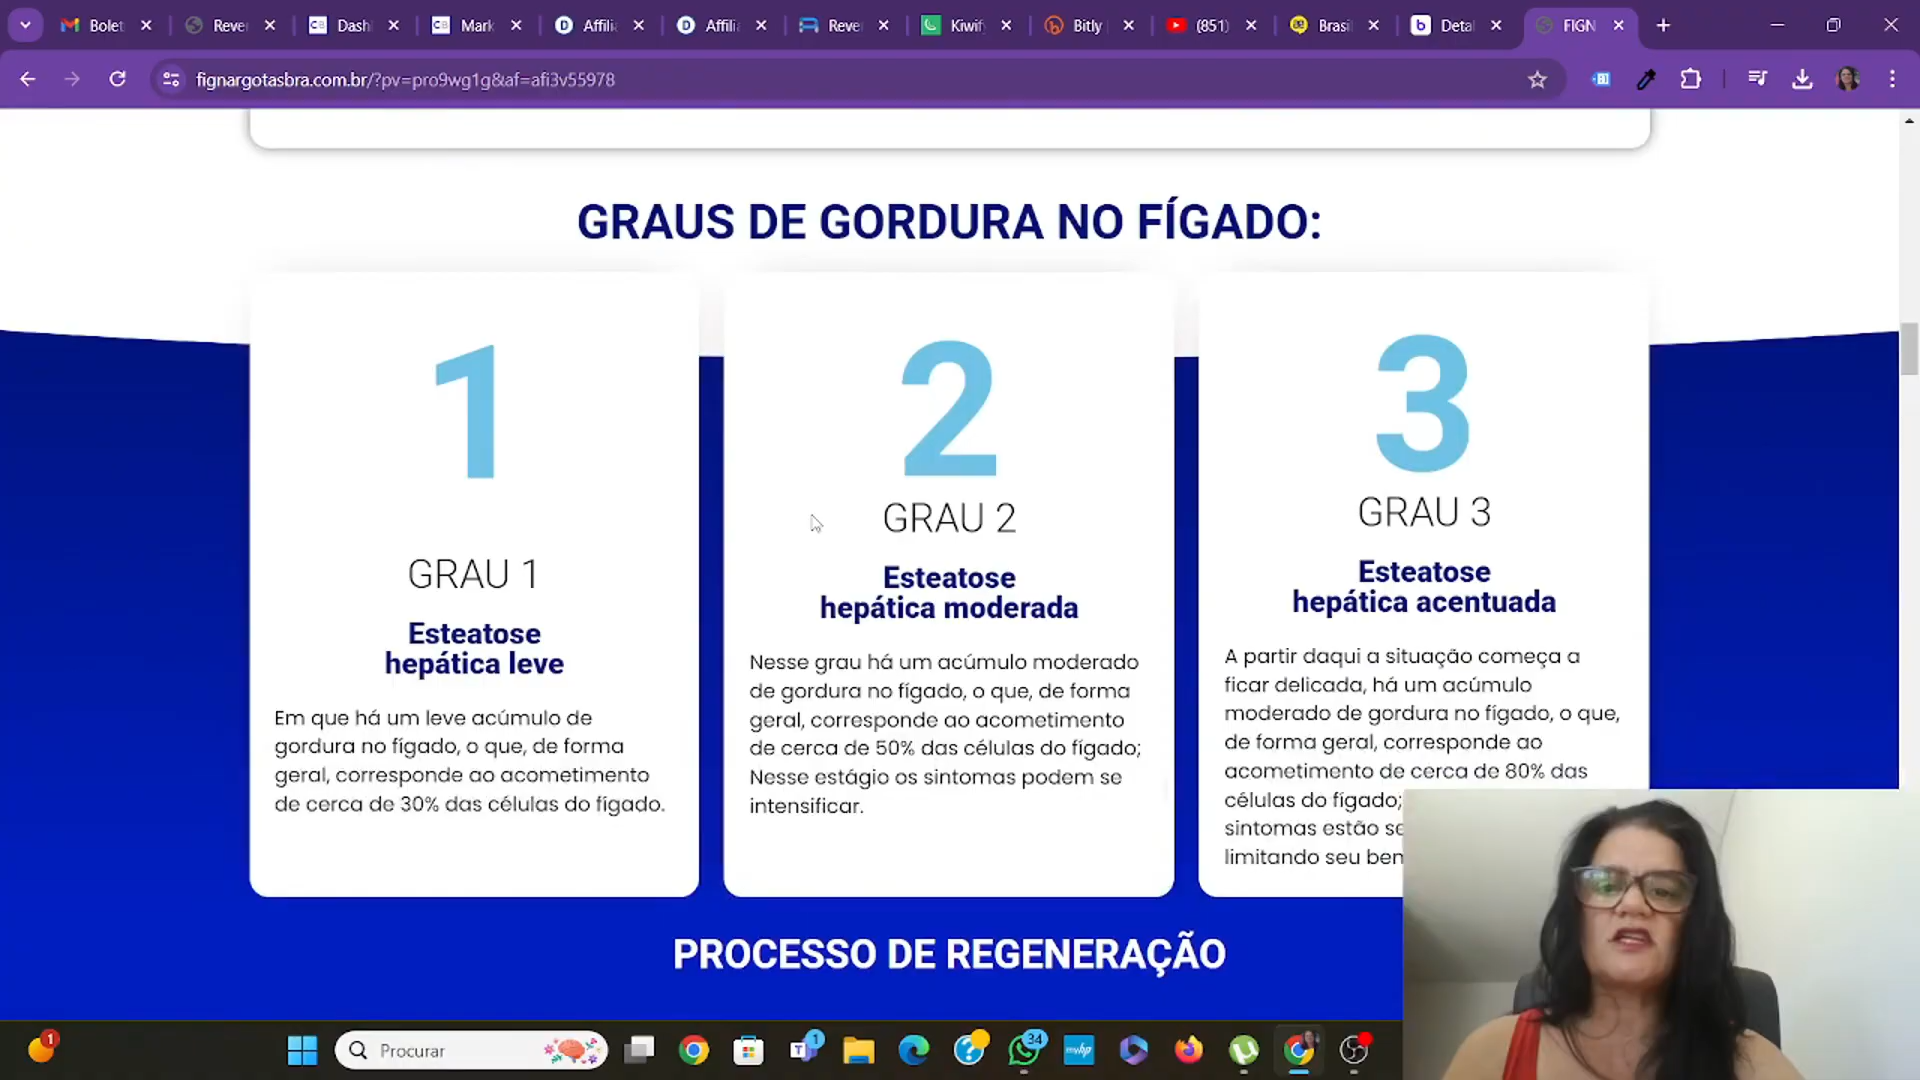 Bolet
Reve
Dash
Mark
Affili
Affili
Reve
Kiwif
Bitly
(851)
Brasil
Detal
FIGN
fignargotasbra.com.br/?pv=pro9wg1g&af=afi3v55978
GRAUS DE GORDURA NO FÍGADO:
1
GRAU 1
Esteatose
hepática leve
Em que há um leve acúmulo de
gordura no fígado, o que, de forma
geral, corresponde ao acometimento
de cerca de 30% das células do fígado.
2
GRAU 2
Esteatose
hepática moderada
Nesse grau há um acúmulo moderado
de gordura no fígado, o que, de forma
geral, corresponde ao acometimento
de cerca de 50% das células do fígado;
Nesse estágio os sintomas podem se
intensificar.
3
GRAU 3
Esteatose
hepática acentuada
A partir daqui a situação começa a
ficar delicada, há um acúmulo
moderado de gordura no fígado, o que,
de forma geral, corresponde ao
acometimento de cerca de 80% das
células do fígado;
sintomas estão se
limitando seu ben
PROCESSO DE REGENERAÇÃO
1
Procurar
1
34
myhp